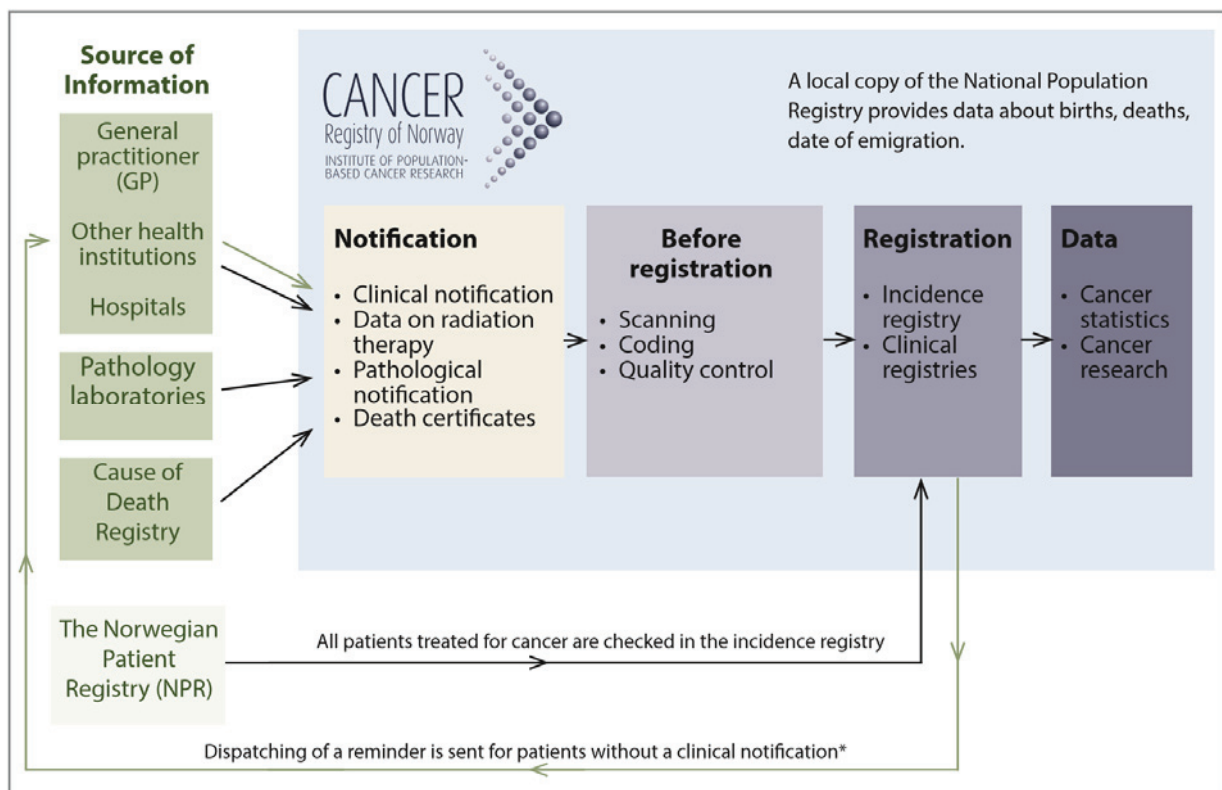 Source of
Information
General
practitioner
(GP)
Other health
institutions
Hospitals
Pathology
laboratories
Cause of
Death
Registry
The Norwegian
Patient
Registry (NPR)
CANCER
Registry of Norway
INSTITUTE OF POPULATION-
BASED CANCER RESEARCH
A local copy of the National Population
Registry provides data about births, deaths,
date of emigration.
Notification
• Clinical notification
• Data on radiation
therapy
• Pathological
notification
• Death certificates
Before
registration
• Scanning
• Coding
• Quality control
Registration
• Incidence
registry
• Clinical
registries
Data
• Cancer
statistics
• Cancer
research
All patients treated for cancer are checked in the incidence registry
Dispatching of a reminder is sent for patients without a clinical notification*